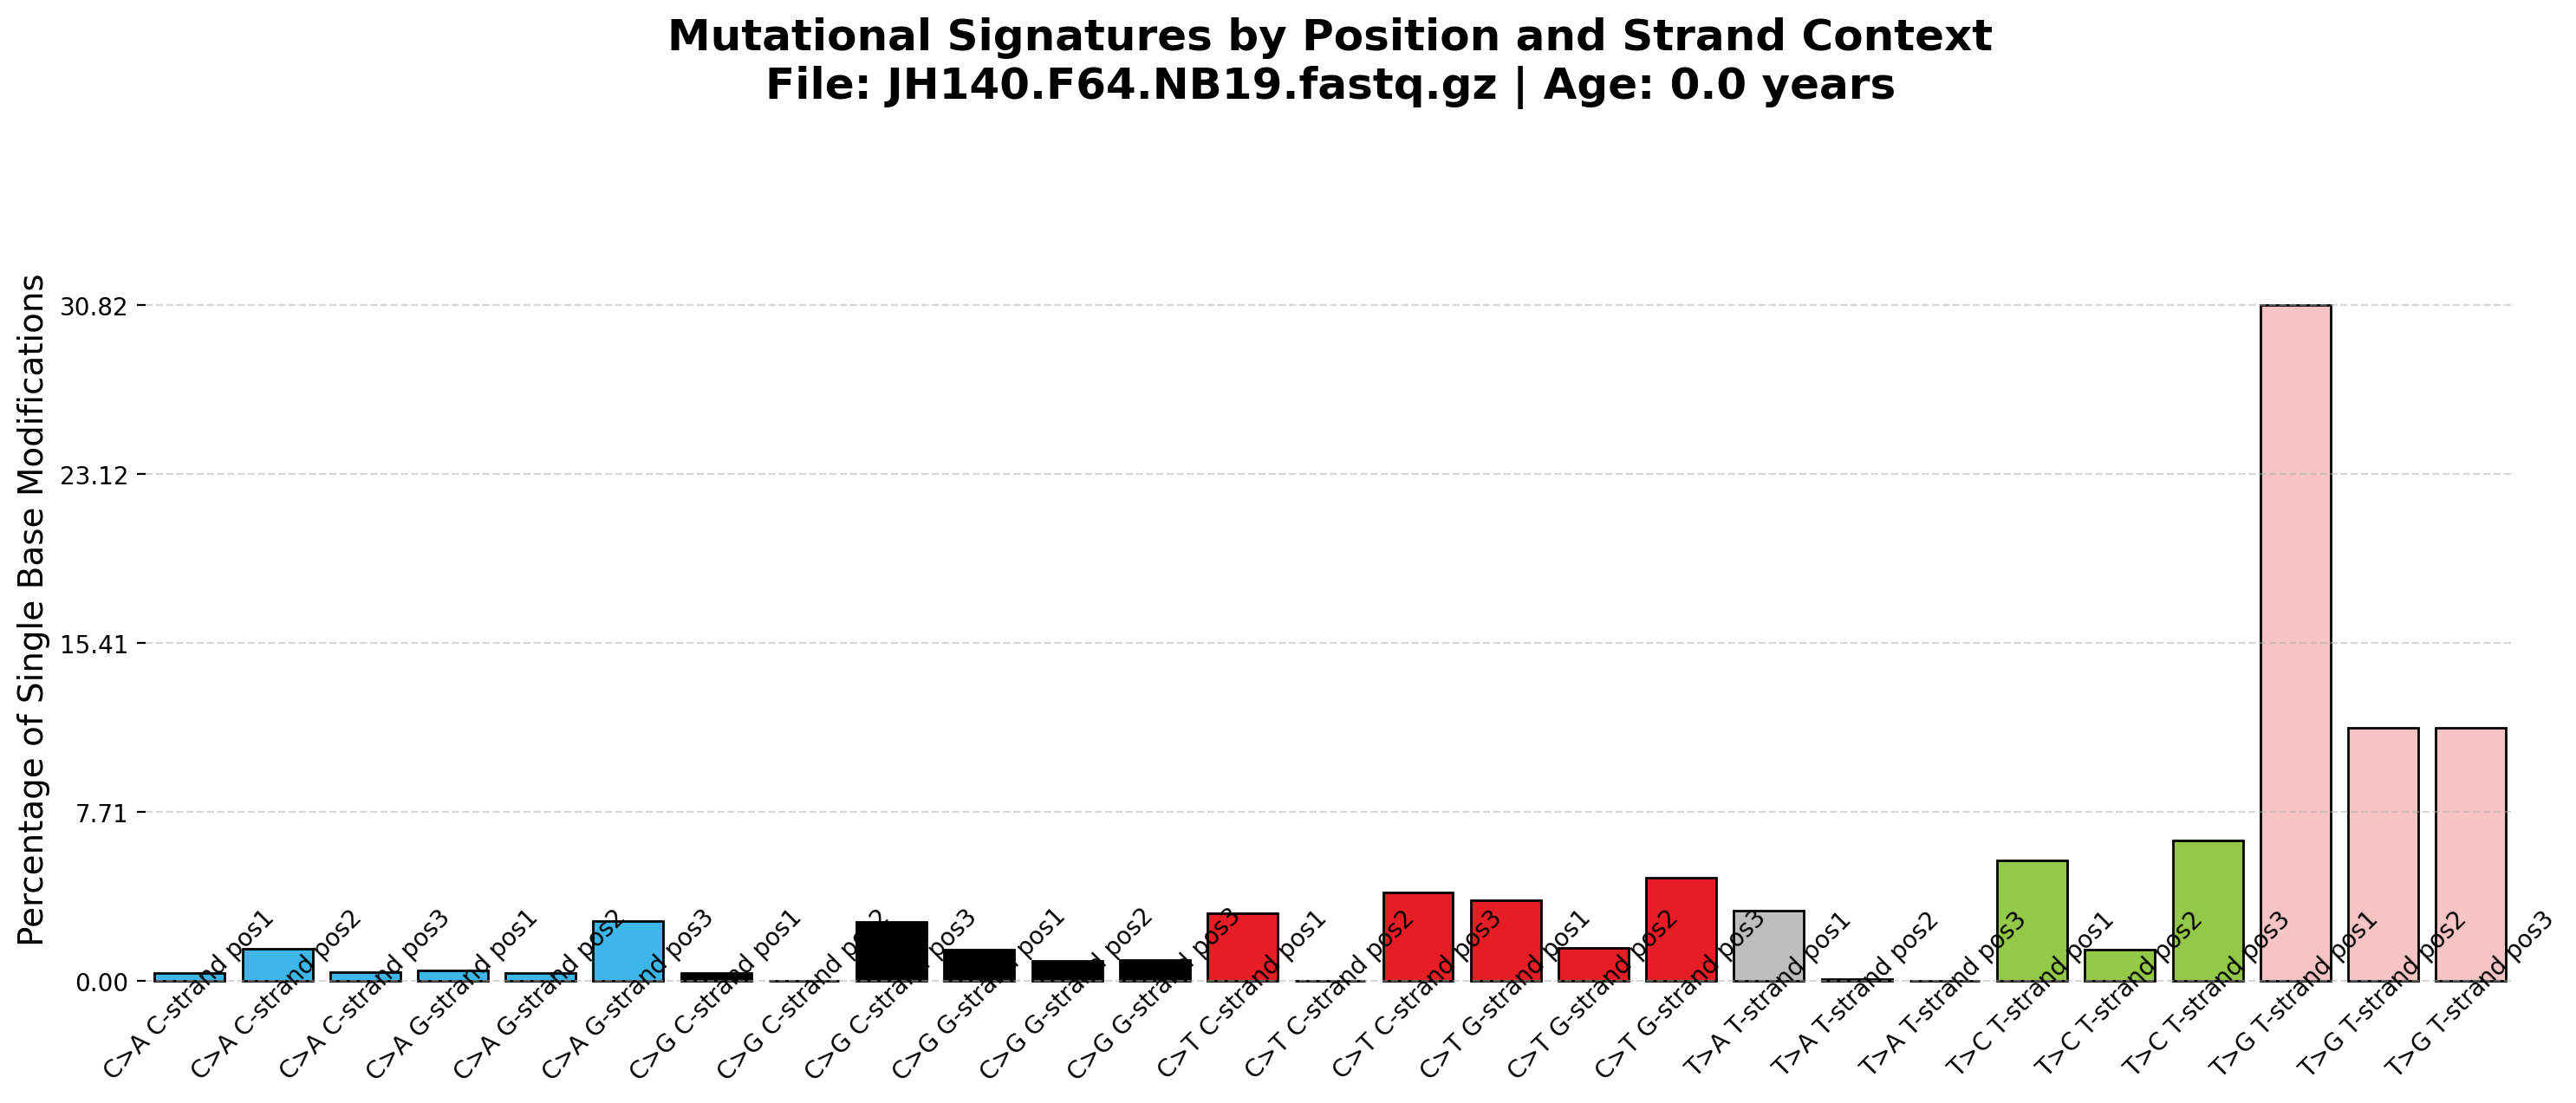 Mutational Signatures by Position and Strand Context
File: JH140.F64.NB19.fastq.gz | Age: 0.0 years
Percentage of Single Base Modifications
30.82
23.12
15.41
7.71
0.00
C>A C-strand pos1
C>A C-strand pos2
C>A C-strand pos3
C>A G-strand pos1
C>A G-strand pos2
C>A G-strand pos3
C>G C-strand pos1
C>G C-strand pos2
C>G C-strand pos3
C>G G-strand pos1
C>G G-strand pos2
C>G G-strand pos3
C>T C-strand pos1
C>T C-strand pos2
C>T C-strand pos3
C>T G-strand pos1
C>T G-strand pos2
C>T G-strand pos3
T>A T-strand pos1
T>A T-strand pos2
T>A T-strand pos3
T>C T-strand pos1
T>C T-strand pos2
T>C T-strand pos3
T>G T-strand pos1
T>G T-strand pos2
T>G T-strand pos3